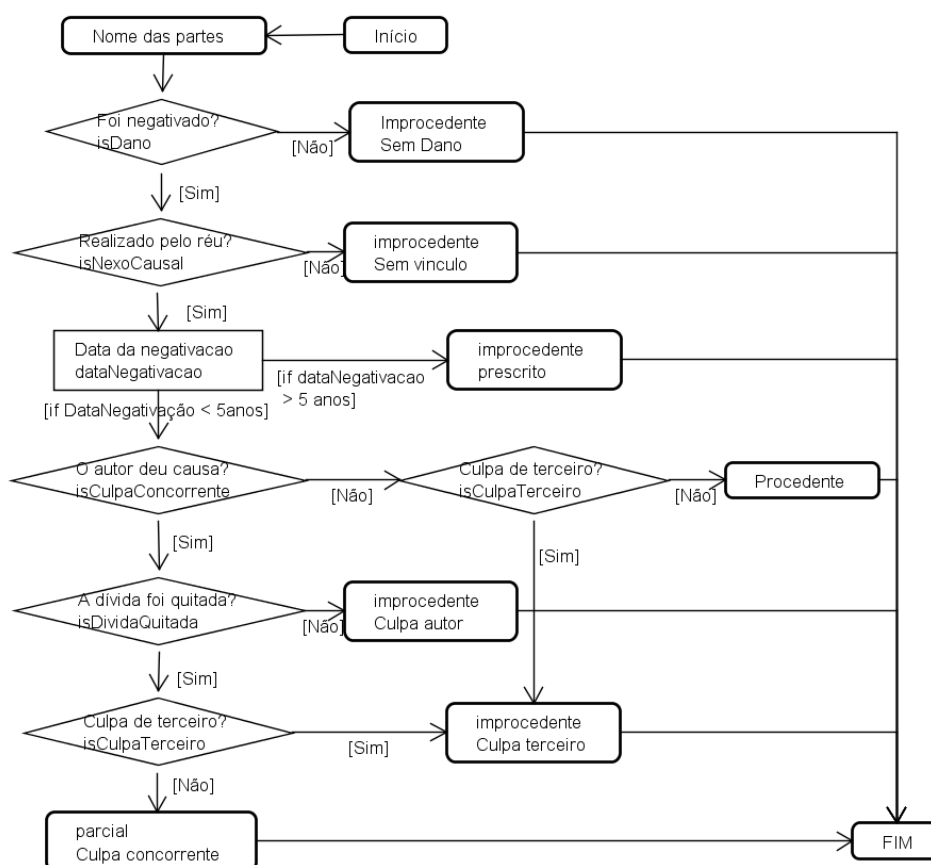 Nome das partes
Início
Foi negativado?
isDano
[Não]
Improcedente
Sem Dano
[Sim]
Realizado pelo réu?
isNexoCausal
[Não]
improcedente
Sem vinculo
[Sim]
Data da negativacao
dataNegativacao
[if dataNegativacao
> 5 anos]
improcedente
prescrito
[if DataNegativação < 5anos]
O autor deu causa?
isCulpaConcorrente
[Não]
Culpa de terceiro?
isCulpaTerceiro
[Não]
Procedente
[Sim]
[Sim]
A dívida foi quitada?
isDividaQuitada
[Não]
improcedente
Culpa autor
[Sim]
Culpa de terceiro?
isCulpaTerceiro
[Sim]
improcedente
Culpa terceiro
[Não]
parcial
Culpa concorrente
FIM